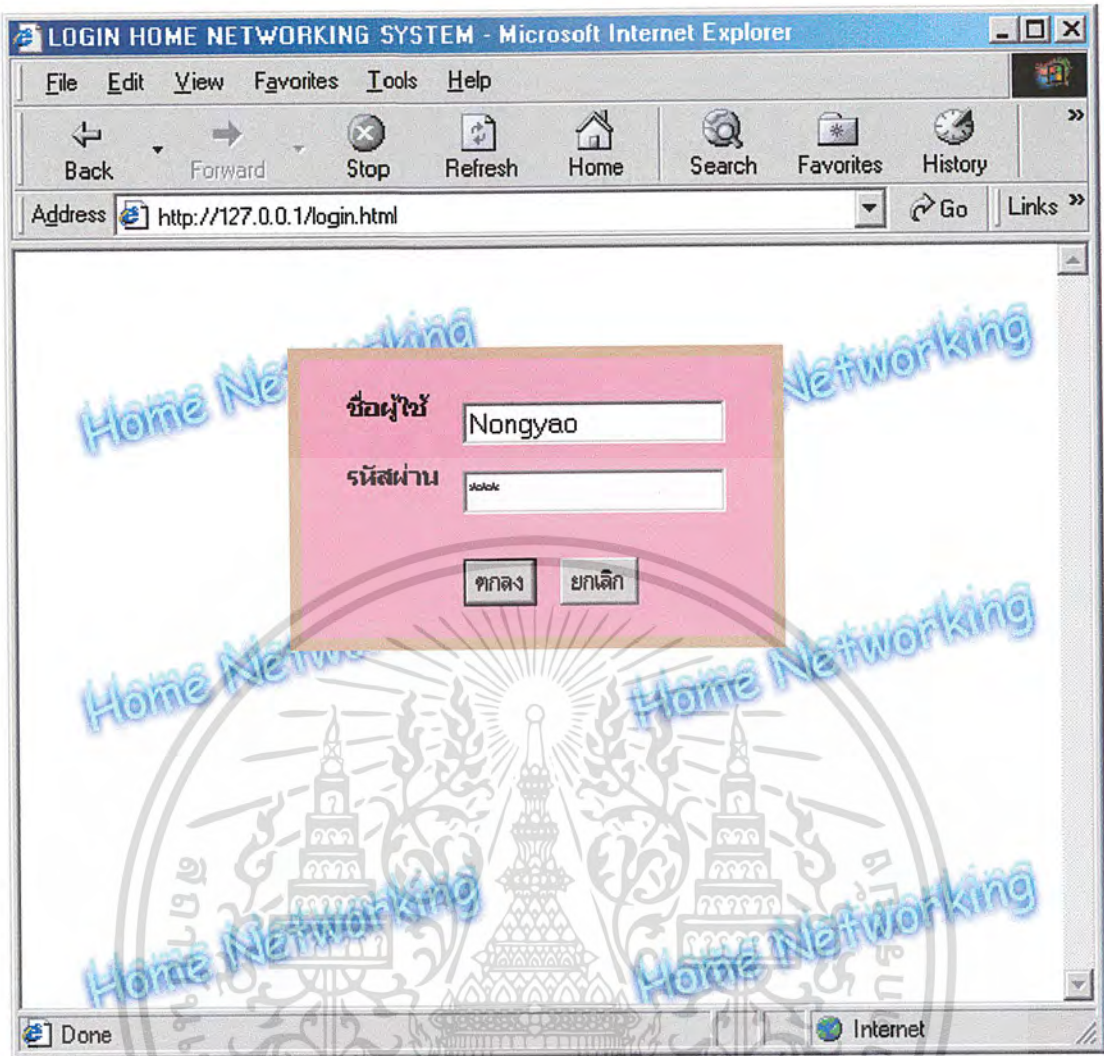 LOGIN HOME NETWORKING SYSTEM - Microsoft Internet Explorer
File Edit View Favorites Tools Help
Back Forward Stop Refresh Home Search Favorites History »
Address http://127.0.0.1/login.html Go Links »
Home Networking
ชื่อผู้ใช้ Nongyao
รหัสผ่าน ****
ตกลง ยกเลิก
Home Networking
Home Networking
Home Networking
Done Internet